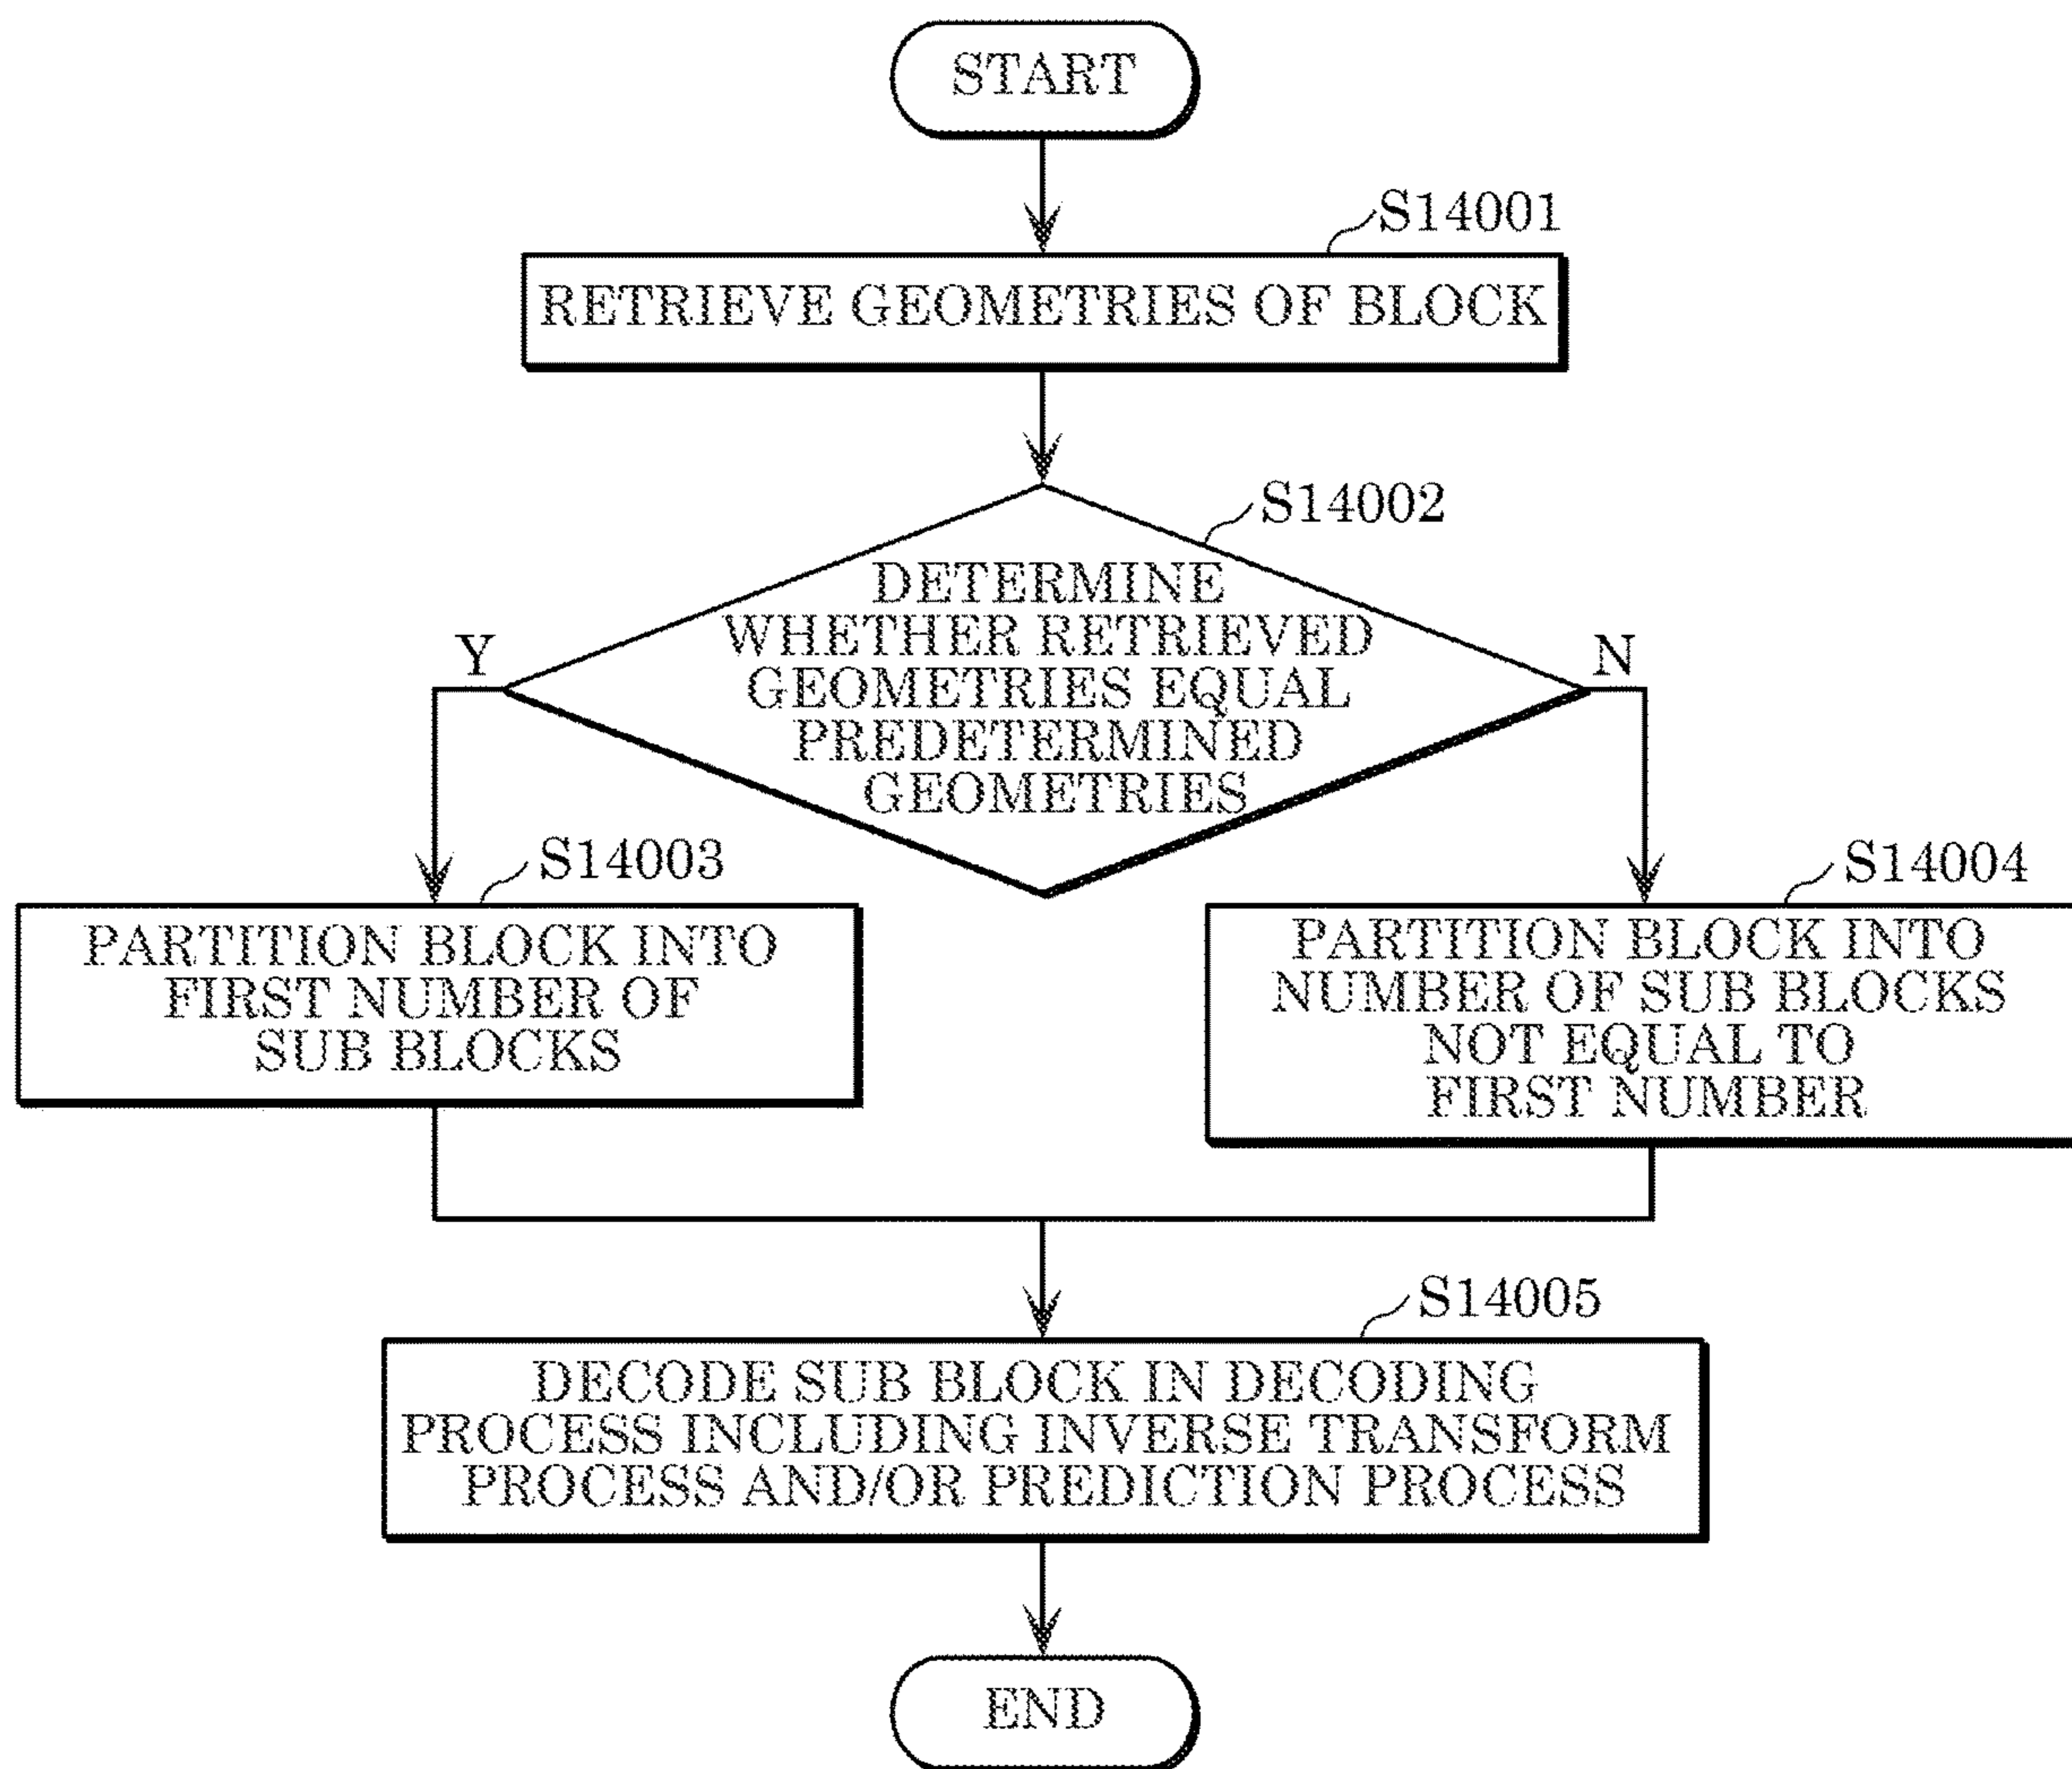 START
S14001
RETRIEVE GEOMETRIES OF BLOCK
S14002
DETERMINE
WHETHER RETRIEVED
GEOMETRIES EQUAL
PREDETERMINED
GEOMETRIES
Y
N
S14003
PARTITION BLOCK INTO
FIRST NUMBER OF
SUB BLOCKS
S14004
PARTITION BLOCK INTO
NUMBER OF SUB BLOCKS
NOT EQUAL TO
FIRST NUMBER
S14005
DECODE SUB BLOCK IN DECODING
PROCESS INCLUDING INVERSE TRANSFORM
PROCESS AND/OR PREDICTION PROCESS
END